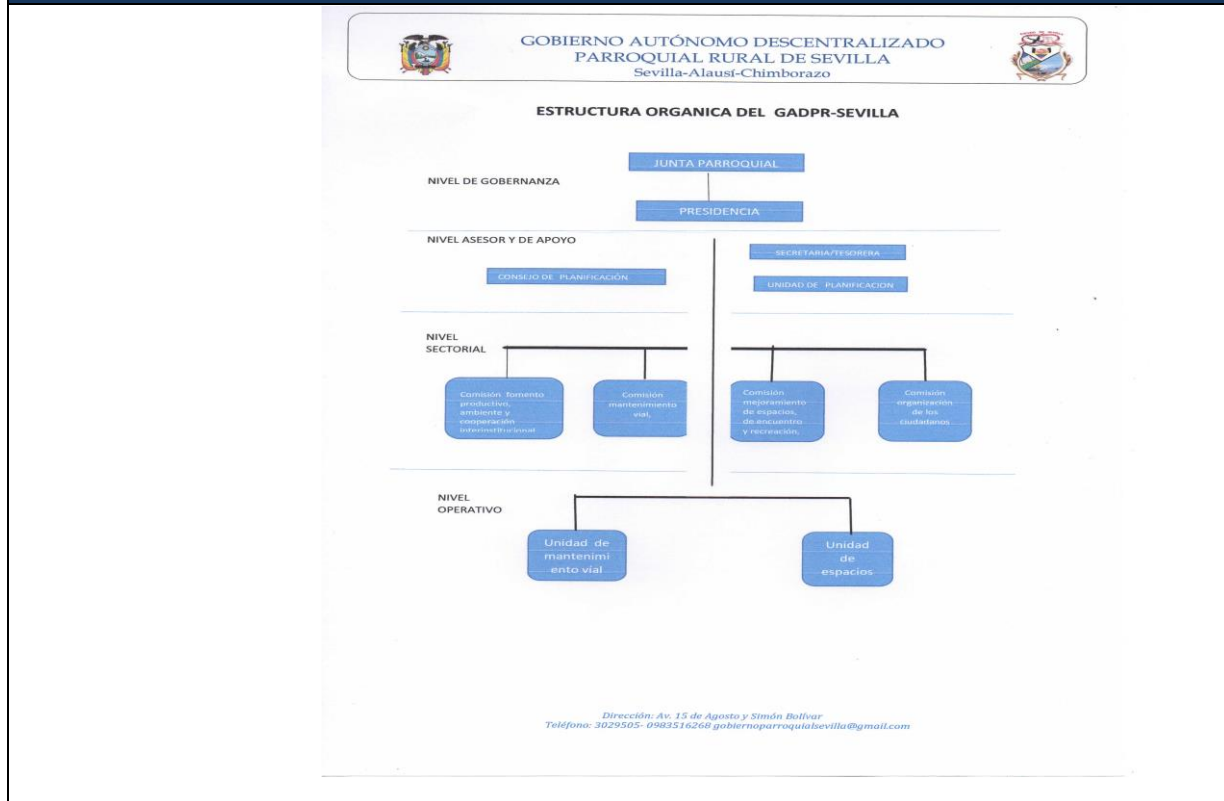 GOBIERNO AUTÓNOMO DESCENTRALIZADO
PARROQUIAL RURAL DE SEVILLA
Sevilla-Alausí-Chimborazo
ESTRUCTURA ORGANICA DEL GADPR-SEVILLA
JUNTA PARROQUIAL
NIVEL DE GOBERNANZA
PRESIDENCIA
NIVEL ASESOR Y DE APOYO
SECRETARIA/TESORERA
CONSEJO DE PLANIFICACIÓN
UNIDAD DE PLANIFICACION
NIVEL
SECTORIAL
Comisión fomento
productivo,
ambiente y
cooperación
interinstitucional
Comisión
mantenimiento
vial,
Comisión
mejoramiento
de espacios,
de encuentro
y recreación,
Comisión
organización
de los
ciudadanos
NIVEL
OPERATIVO
Unidad de
mantenimi
ento vial
Unidad
de
espacios
Dirección: Av. 15 de Agosto y Simón Bolívar
Teléfono: 3029505- 0983516268 gobiernoparroquialsevilla@gmail.com